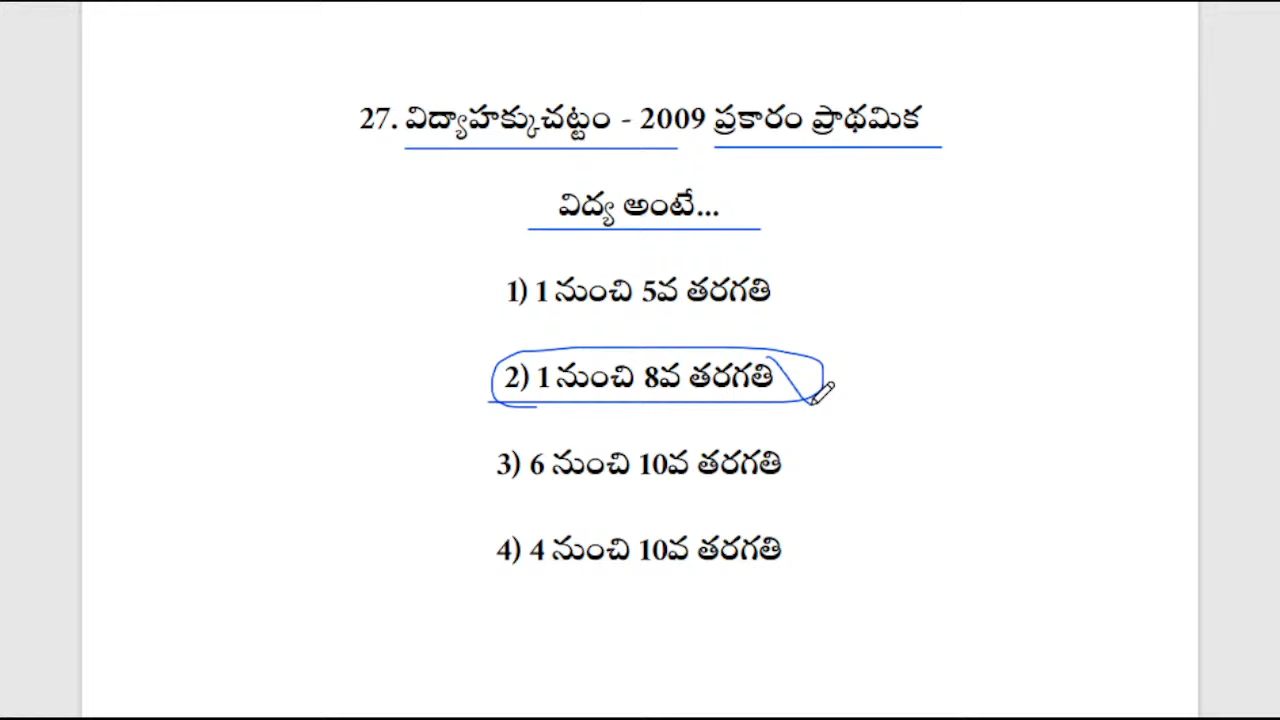 27. విద్యాహక్కుచట్టం - 2009 ప్రకారం ప్రాథమిక
విద్య అంటే...
1) 1 నుంచి 5వ తరగతి
2) 1 నుంచి 8వ తరగతి
3) 6 నుంచి 10వ తరగతి
4) 4 నుంచి 10వ తరగతి